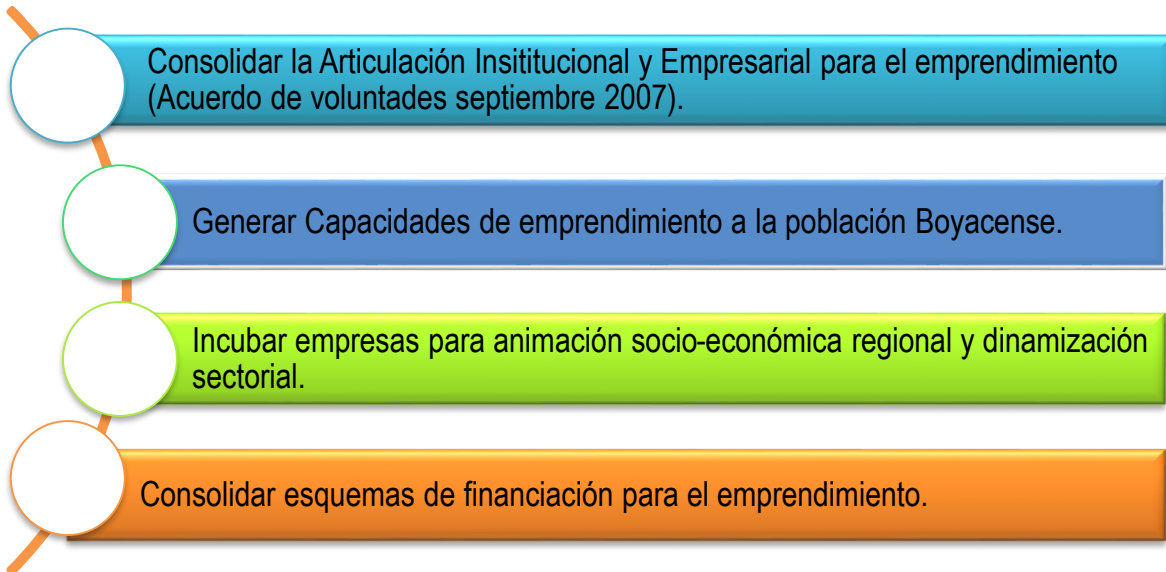 Consolidar la Articulación Insititucional y Empresarial para el emprendimiento
(Acuerdo de voluntades septiembre 2007).
Generar Capacidades de emprendimiento a la población Boyacense.
Incubar empresas para animación socio-económica regional y dinamización
sectorial.
Consolidar esquemas de financiación para el emprendimiento.